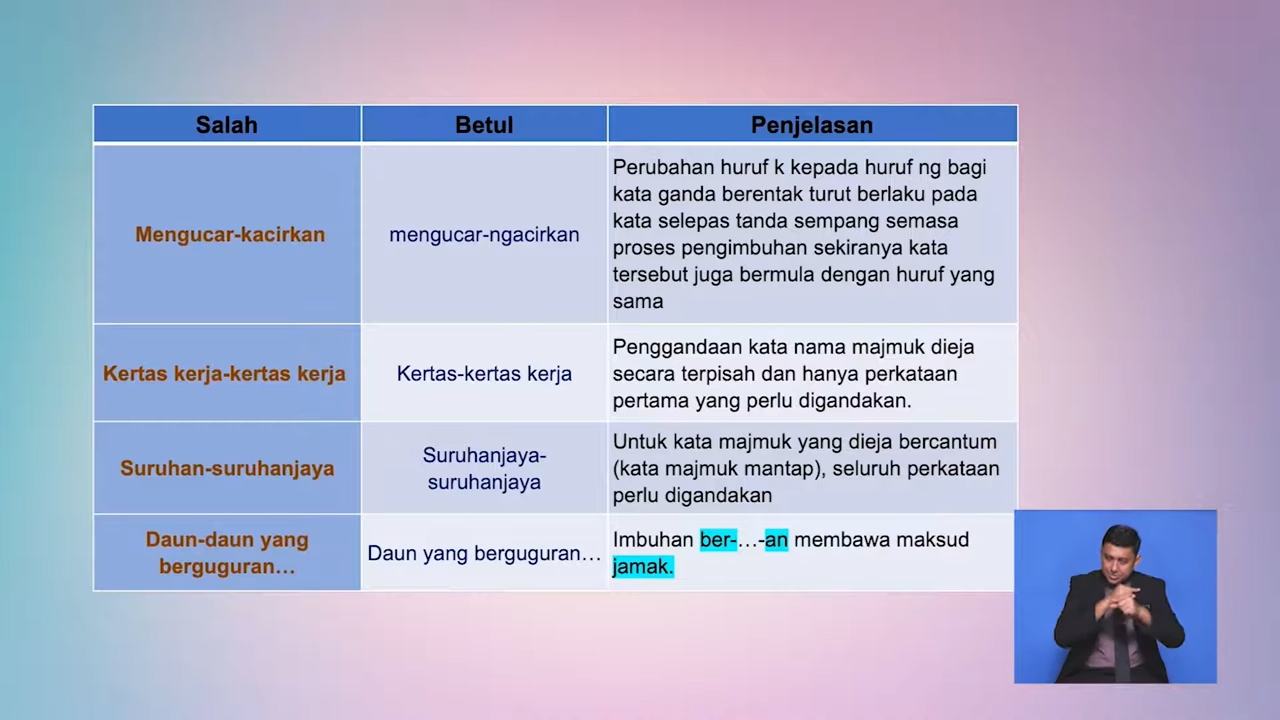 Salah
Betul
Penjelasan
Mengucar-kacirkan
mengucar-ngacirkan
Perubahan huruf k kepada huruf ng bagi
kata ganda berentak turut berlaku pada
kata selepas tanda sempang semasa
proses pengimbuhan sekiranya kata
tersebut juga bermula dengan huruf yang
sama
Kertas kerja-kertas kerja
Kertas-kertas kerja
Penggandaan kata nama majmuk dieja
secara terpisah dan hanya perkataan
pertama yang perlu digandakan.
Suruhan-suruhanjaya
Suruhanjaya-
suruhanjaya
Untuk kata majmuk yang dieja bercantum
(kata majmuk mantap), seluruh perkataan
perlu digandakan
Daun-daun yang
berguguran…
Daun yang berguguran…
Imbuhan ber-…-an membawa maksud
jamak.